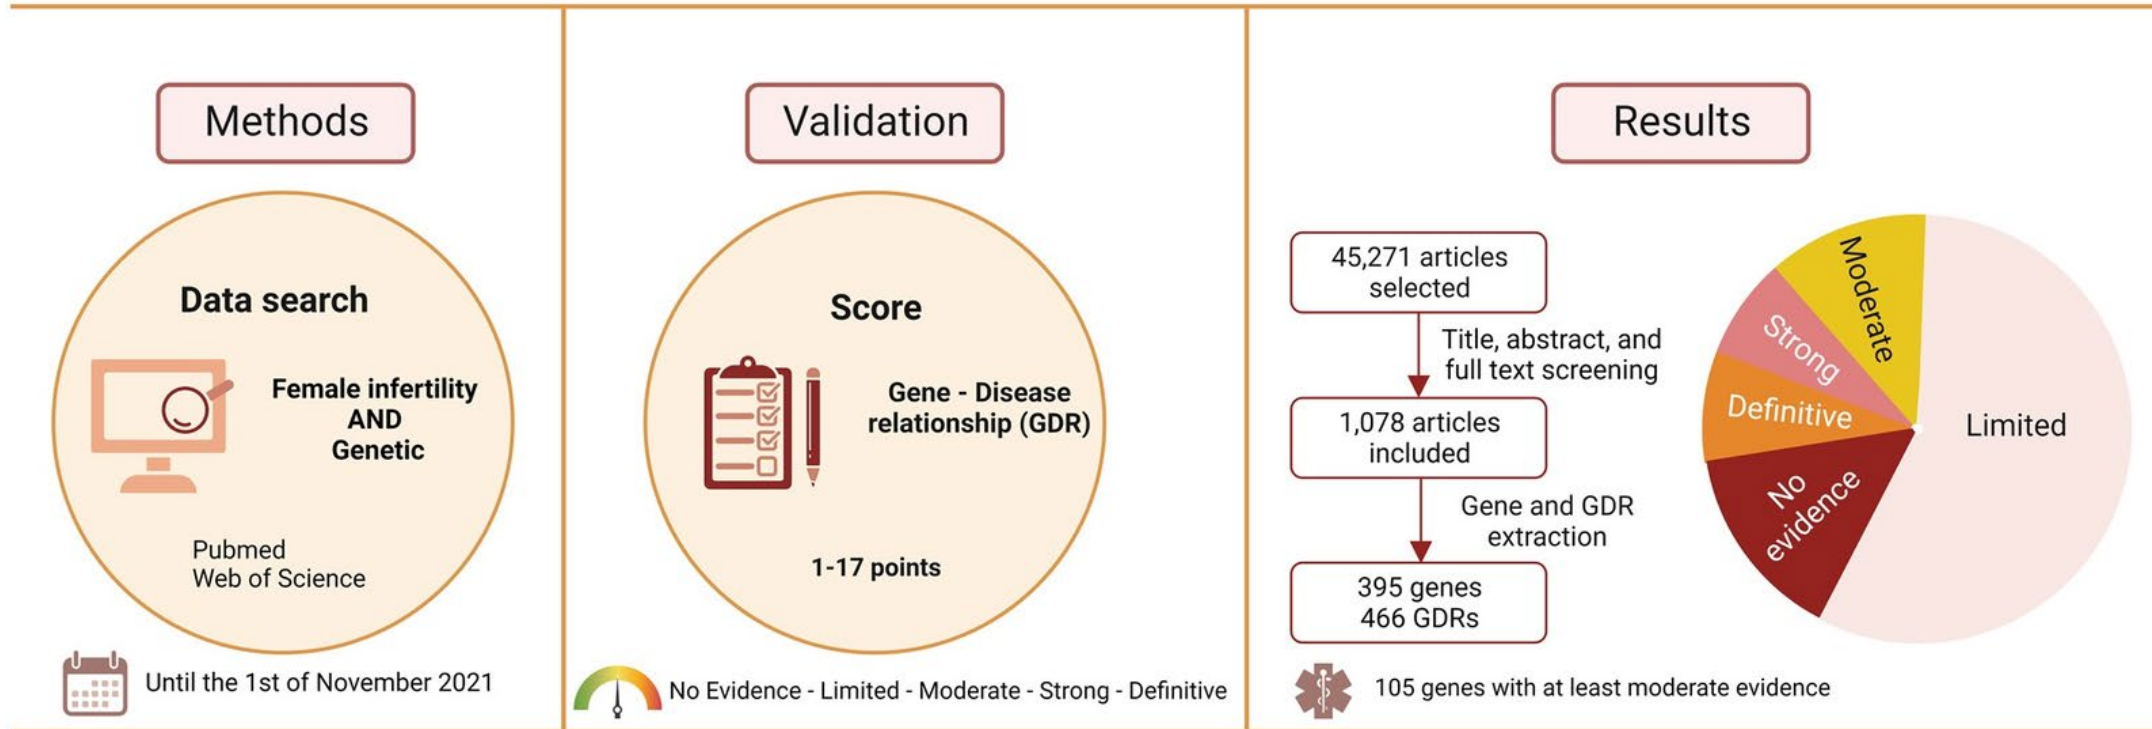 Methods
Data search
Female infertility
AND
Genetic
Pubmed
Web of Science
Until the 1st of November 2021
Validation
Score
Gene - Disease
relationship (GDR)
1-17 points
No Evidence - Limited - Moderate - Strong - Definitive
Results
45,271 articles
selected
Title, abstract, and
full text screening
1,078 articles
included
Gene and GDR
extraction
395 genes
466 GDRs
105 genes with at least moderate evidence
Moderate
Strong
Definitive
No
evidence
Limited